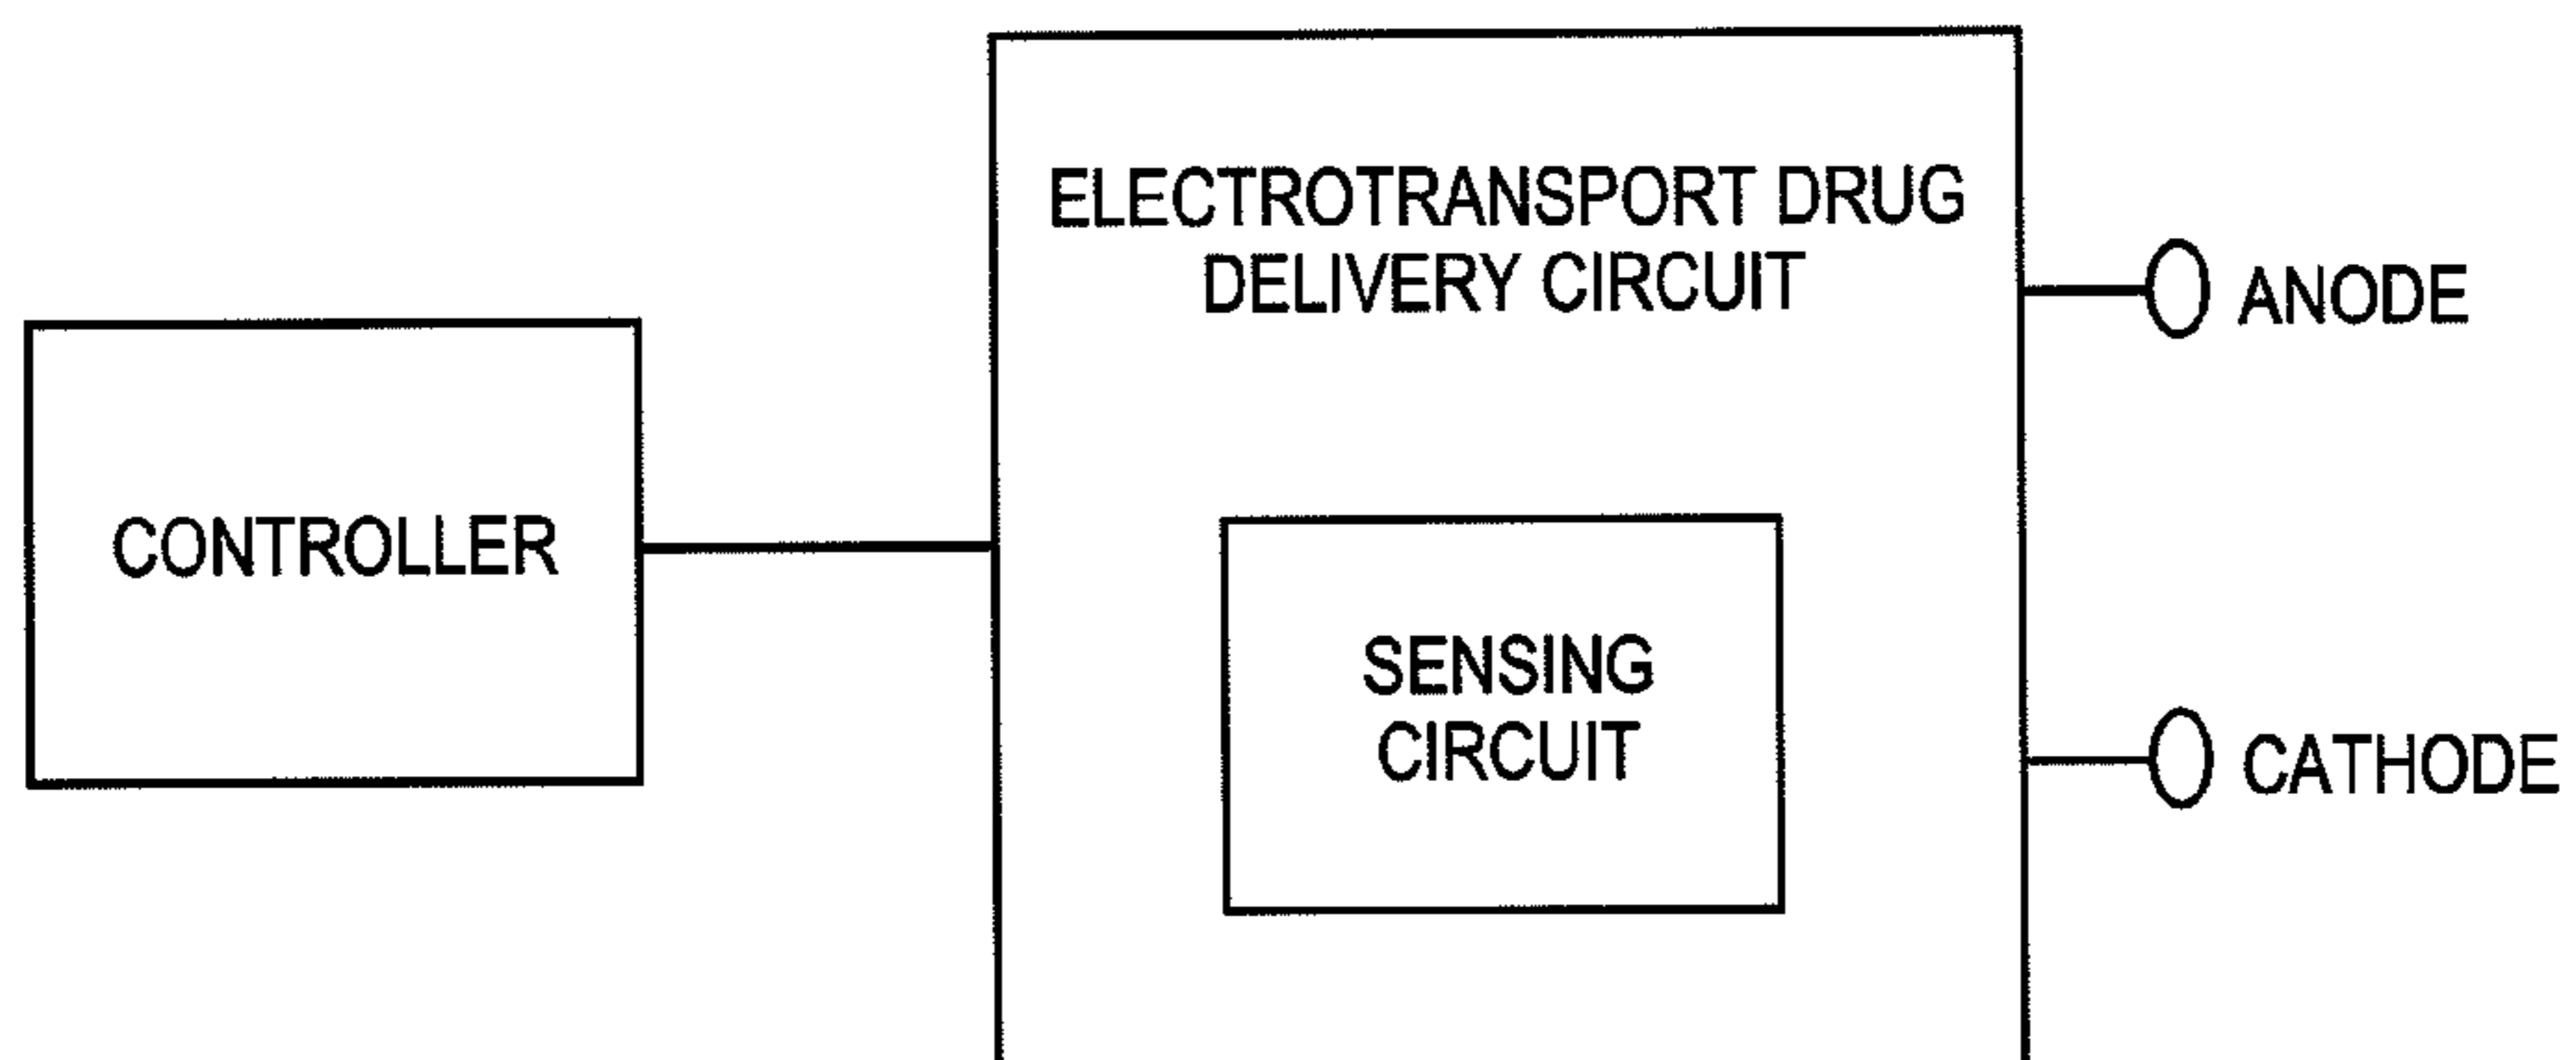 ELECTROTRANSPORT DRUG
DELIVERY CIRCUIT
CONTROLLER
SENSING
CIRCUIT
ANODE
CATHODE